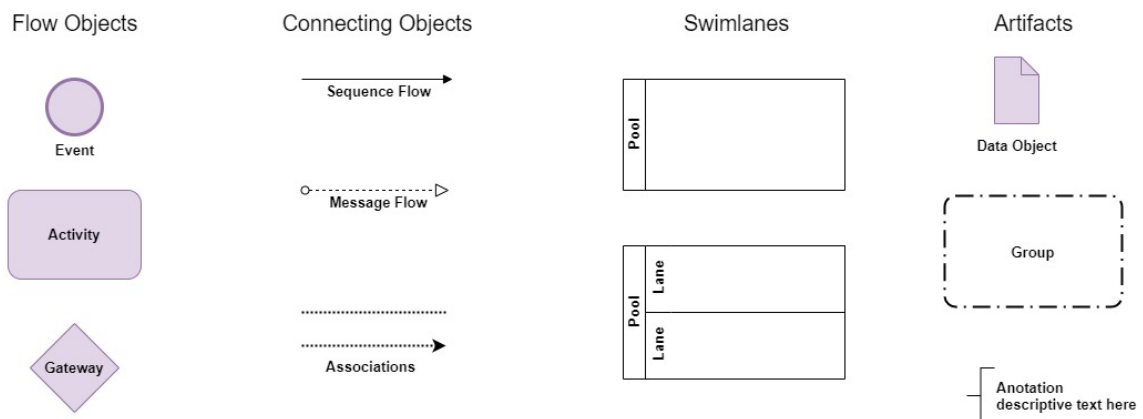 Flow Objects
Connecting Objects
Swimlanes
Artifacts
Event
Activity
Gateway
Sequence Flow
Message Flow
Associations
Pool
Pool
Lane
Lane
Data Object
Group
Anotation
descriptive text here